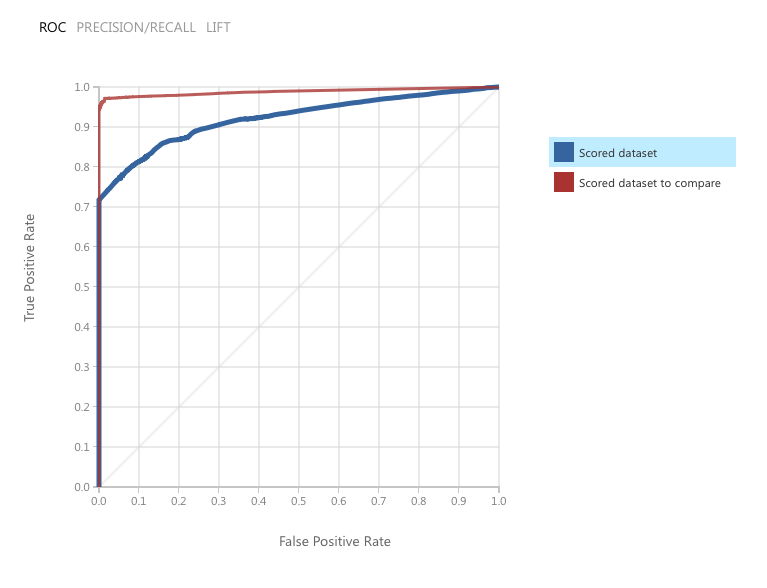 ROC PRECISION/RECALL LIFT
1.0
0.9
0.8
0.7
0.6
0.5
0.4
0.3
0.2
0.1
0.0
True Positive Rate
0.0 0.1 0.2 0.3 0.4 0.5 0.6 0.7 0.8 0.9 1.0
False Positive Rate
Scored dataset
Scored dataset to compare